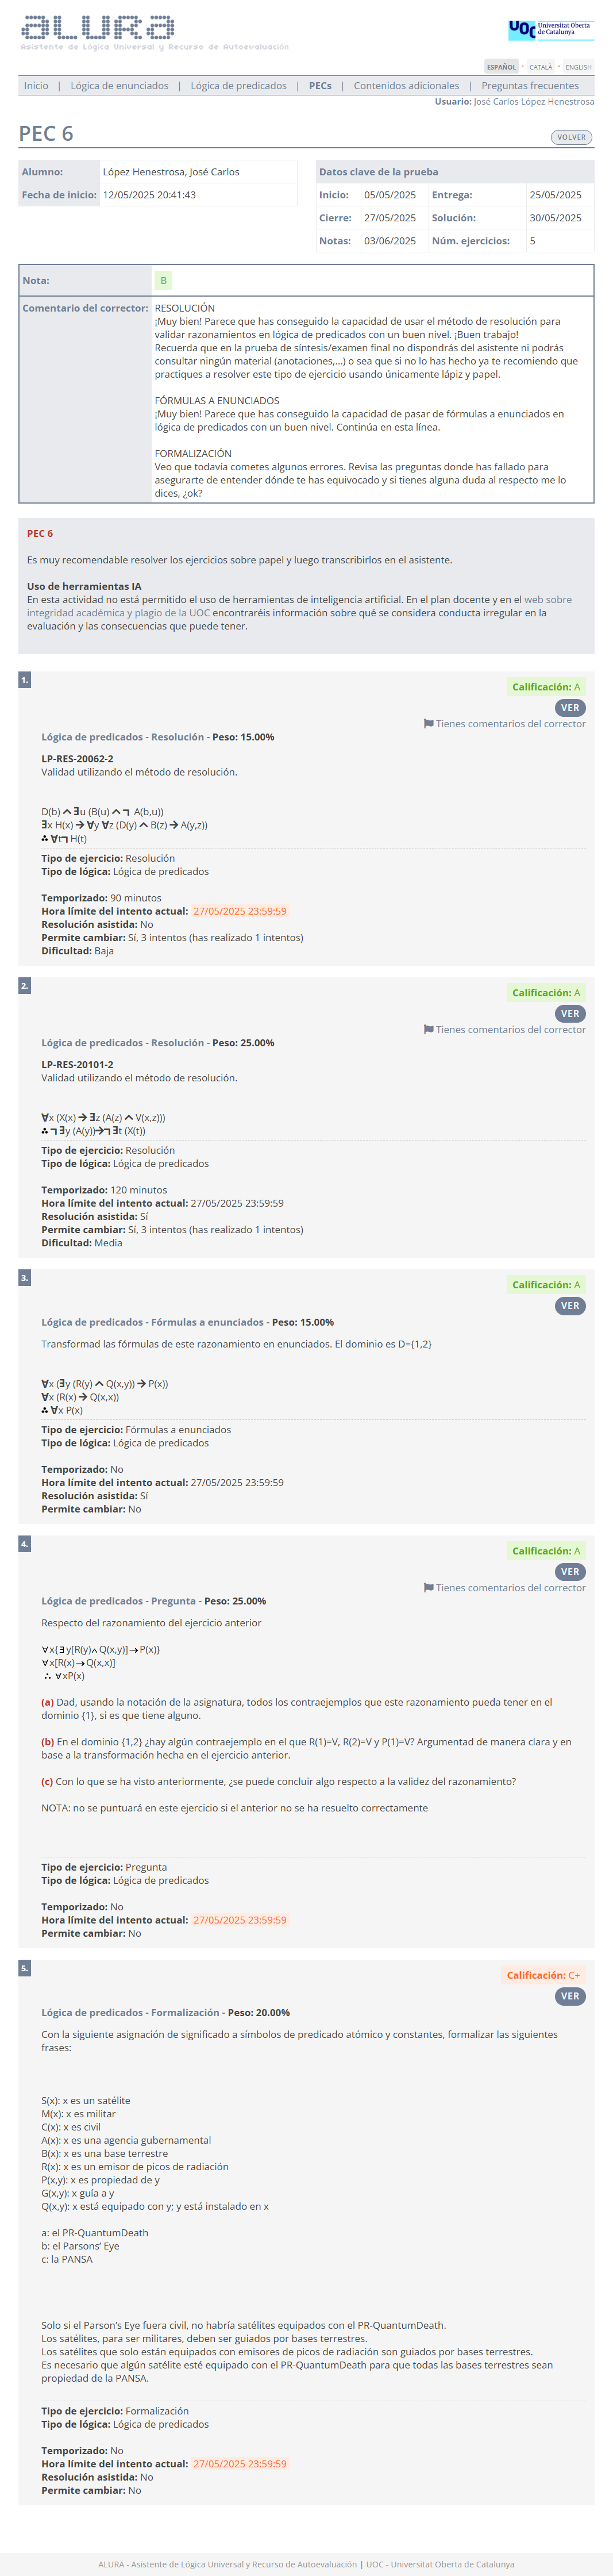 ALURA
Asistente de Lógica Universal y Recurso de Autoevaluación
UOC Universitat Oberta
de Catalunya
ESPAÑOL · CATALÀ · ENGLISH
Inicio | Lógica de enunciados | Lógica de predicados | PECs | Contenidos adicionales | Preguntas frecuentes
Usuario: José Carlos López Henestrosa
PEC 6
VOLVER
Alumno: López Henestrosa, José Carlos
Fecha de inicio: 12/05/2025 20:41:43
Datos clave de la prueba
Inicio: 05/05/2025 Entrega: 25/05/2025
Cierre: 27/05/2025 Solución: 30/05/2025
Notas: 03/06/2025 Núm. ejercicios: 5
Nota: B
Comentario del corrector: RESOLUCIÓN
¡Muy bien! Parece que has conseguido la capacidad de usar el método de resolución para
validar razonamientos en lógica de predicados con un buen nivel. ¡Buen trabajo!
Recuerda que en la prueba de síntesis/examen final no dispondrás del asistente ni podrás
consultar ningún material (anotaciones,...) o sea que si no lo has hecho ya te recomiendo que
practiques a resolver este tipo de ejercicio usando únicamente lápiz y papel.
FÓRMULAS A ENUNCIADOS
¡Muy bien! Parece que has conseguido la capacidad de pasar de fórmulas a enunciados en
lógica de predicados con un buen nivel. Continúa en esta línea.
FORMALIZACIÓN
Veo que todavía cometes algunos errores. Revisa las preguntas donde has fallado para
asegurarte de entender dónde te has equivocado y si tienes alguna duda al respecto me lo
dices, ¿ok?
PEC 6
Es muy recomendable resolver los ejercicios sobre papel y luego transcribirlos en el asistente.
Uso de herramientas IA
En esta actividad no está permitido el uso de herramientas de inteligencia artificial. En el plan docente y en el web sobre
integridad académica y plagio de la UOC encontraréis información sobre qué se considera conducta irregular en la
evaluación y las consecuencias que puede tener.
1.
Calificación: A
VER
Tienes comentarios del corrector
Lógica de predicados - Resolución - Peso: 15.00%
LP-RES-20062-2
Validad utilizando el método de resolución.
D(b) ∧ ∃u (B(u) ∧ ¬ A(b,u))
∃x H(x) → ∀y ∀z (D(y) ∧ B(z) → A(y,z))
∴ ∀t¬H(t)
Tipo de ejercicio: Resolución
Tipo de lógica: Lógica de predicados
Temporizado: 90 minutos
Hora límite del intento actual: 27/05/2025 23:59:59
Resolución asistida: No
Permite cambiar: Sí, 3 intentos (has realizado 1 intentos)
Dificultad: Baja
2.
Calificación: A
VER
Tienes comentarios del corrector
Lógica de predicados - Resolución - Peso: 25.00%
LP-RES-20101-2
Validad utilizando el método de resolución.
∀x (X(x) → ∃z (A(z) ∧ V(x,z)))
∴ ¬∃y (A(y))→¬∃t (X(t))
Tipo de ejercicio: Resolución
Tipo de lógica: Lógica de predicados
Temporizado: 120 minutos
Hora límite del intento actual: 27/05/2025 23:59:59
Resolución asistida: Sí
Permite cambiar: Sí, 3 intentos (has realizado 1 intentos)
Dificultad: Media
3.
Calificación: A
VER
Lógica de predicados - Fórmulas a enunciados - Peso: 15.00%
Transformad las fórmulas de este razonamiento en enunciados. El dominio es D={1,2}
∀x (∃y (R(y) ∧ Q(x,y)) → P(x))
∀x (R(x) → Q(x,x))
∴ ∀x P(x)
Tipo de ejercicio: Fórmulas a enunciados
Tipo de lógica: Lógica de predicados
Temporizado: No
Hora límite del intento actual: 27/05/2025 23:59:59
Resolución asistida: Sí
Permite cambiar: No
4.
Calificación: A
VER
Tienes comentarios del corrector
Lógica de predicados - Pregunta - Peso: 25.00%
Respecto del razonamiento del ejercicio anterior
∀x{∃y[R(y)∧Q(x,y)]→P(x)}
∀x[R(x)→Q(x,x)]
∴ ∀xP(x)
(a) Dad, usando la notación de la asignatura, todos los contraejemplos que este razonamiento pueda tener en el
dominio {1}, si es que tiene alguno.
(b) En el dominio {1,2} ¿hay algún contraejemplo en el que R(1)=V, R(2)=V y P(1)=V? Argumentad de manera clara y en
base a la transformación hecha en el ejercicio anterior.
(c) Con lo que se ha visto anteriormente, ¿se puede concluir algo respecto a la validez del razonamiento?
NOTA: no se puntuará en este ejercicio si el anterior no se ha resuelto correctamente
Tipo de ejercicio: Pregunta
Tipo de lógica: Lógica de predicados
Temporizado: No
Hora límite del intento actual: 27/05/2025 23:59:59
Permite cambiar: No
5.
Calificación: C+
VER
Lógica de predicados - Formalización - Peso: 20.00%
Con la siguiente asignación de significado a símbolos de predicado atómico y constantes, formalizar las siguientes
frases:
S(x): x es un satélite
M(x): x es militar
C(x): x es civil
A(x): x es una agencia gubernamental
B(x): x es una base terrestre
R(x): x es un emisor de picos de radiación
P(x,y): x es propiedad de y
G(x,y): x guía a y
Q(x,y): x está equipado con y; y está instalado en x
a: el PR-QuantumDeath
b: el Parsons’ Eye
c: la PANSA
Solo si el Parson’s Eye fuera civil, no habría satélites equipados con el PR-QuantumDeath.
Los satélites, para ser militares, deben ser guiados por bases terrestres.
Los satélites que solo están equipados con emisores de picos de radiación son guiados por bases terrestres.
Es necesario que algún satélite esté equipado con el PR-QuantumDeath para que todas las bases terrestres sean
propiedad de la PANSA.
Tipo de ejercicio: Formalización
Tipo de lógica: Lógica de predicados
Temporizado: No
Hora límite del intento actual: 27/05/2025 23:59:59
Resolución asistida: No
Permite cambiar: No
ALURA - Asistente de Lógica Universal y Recurso de Autoevaluación | UOC - Universitat Oberta de Catalunya